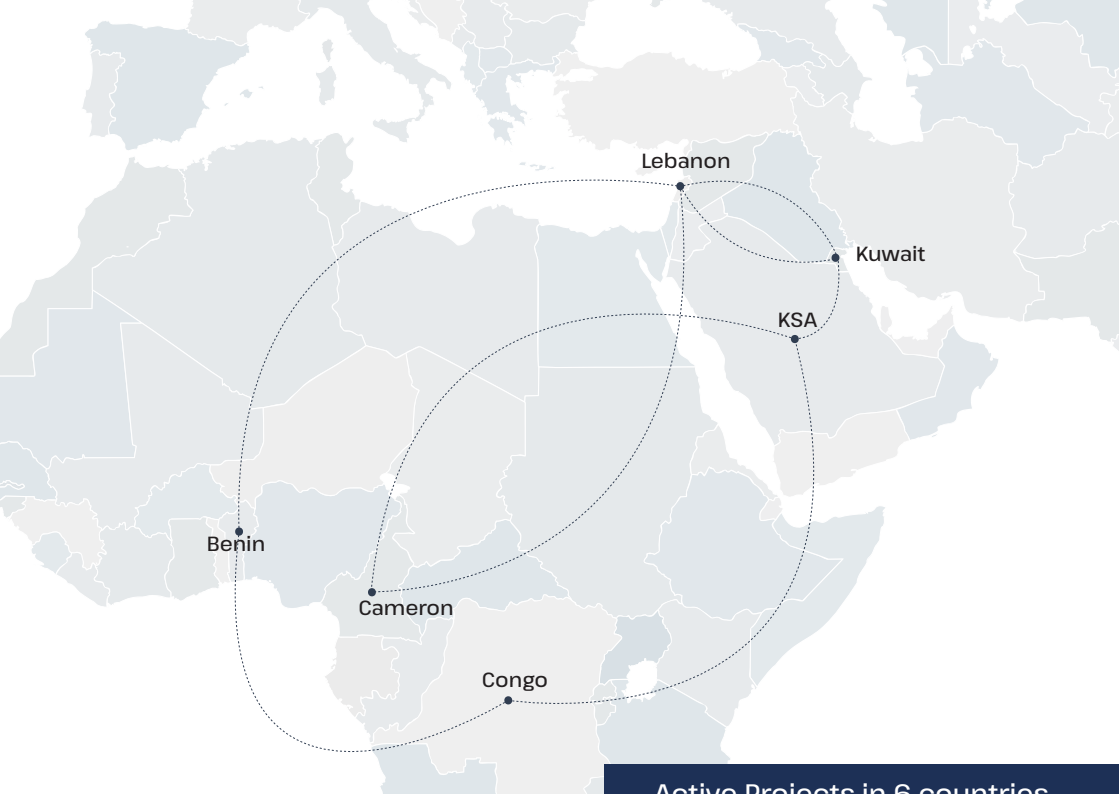 Lebanon
Kuwait
KSA
Benin
Cameron
Congo
Active Projects in 6 countries